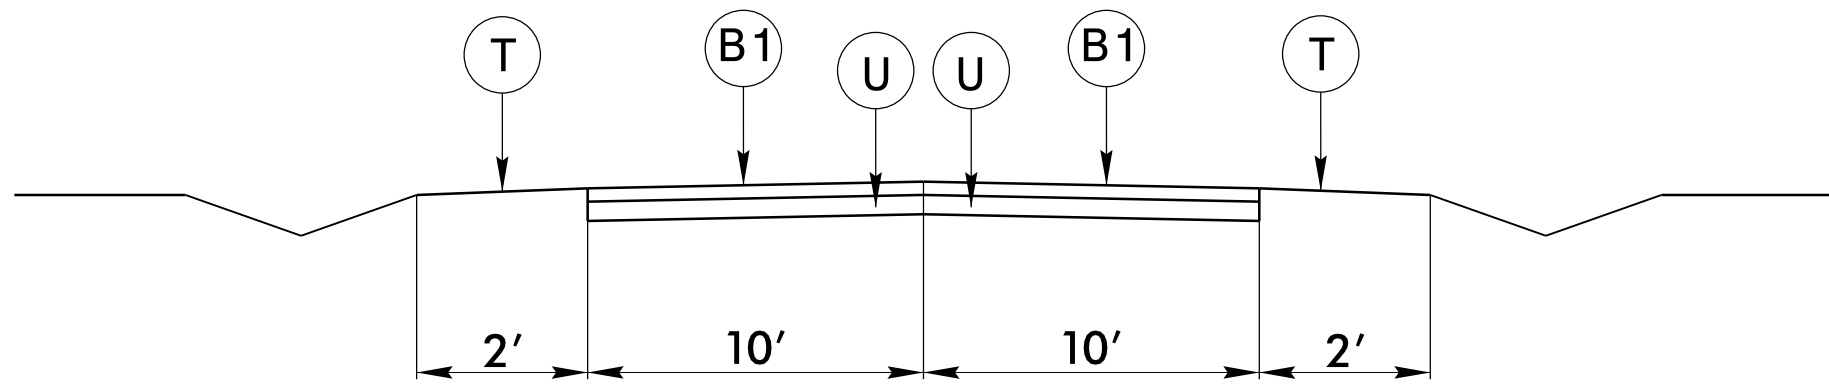 T B1 U U B1 T
2′ 10′ 10′ 2′